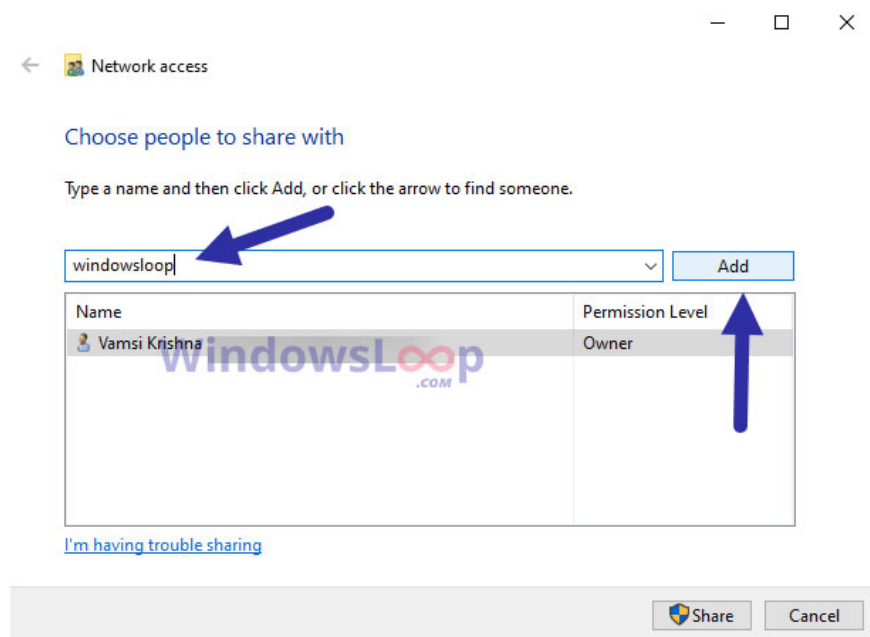 Network access
Choose people to share with
Type a name and then click Add, or click the arrow to find someone.
windowsloop
Add
Name Permission Level
Vamsi Krishna Owner
WindowsLoop
.COM
I'm having trouble sharing
Share Cancel